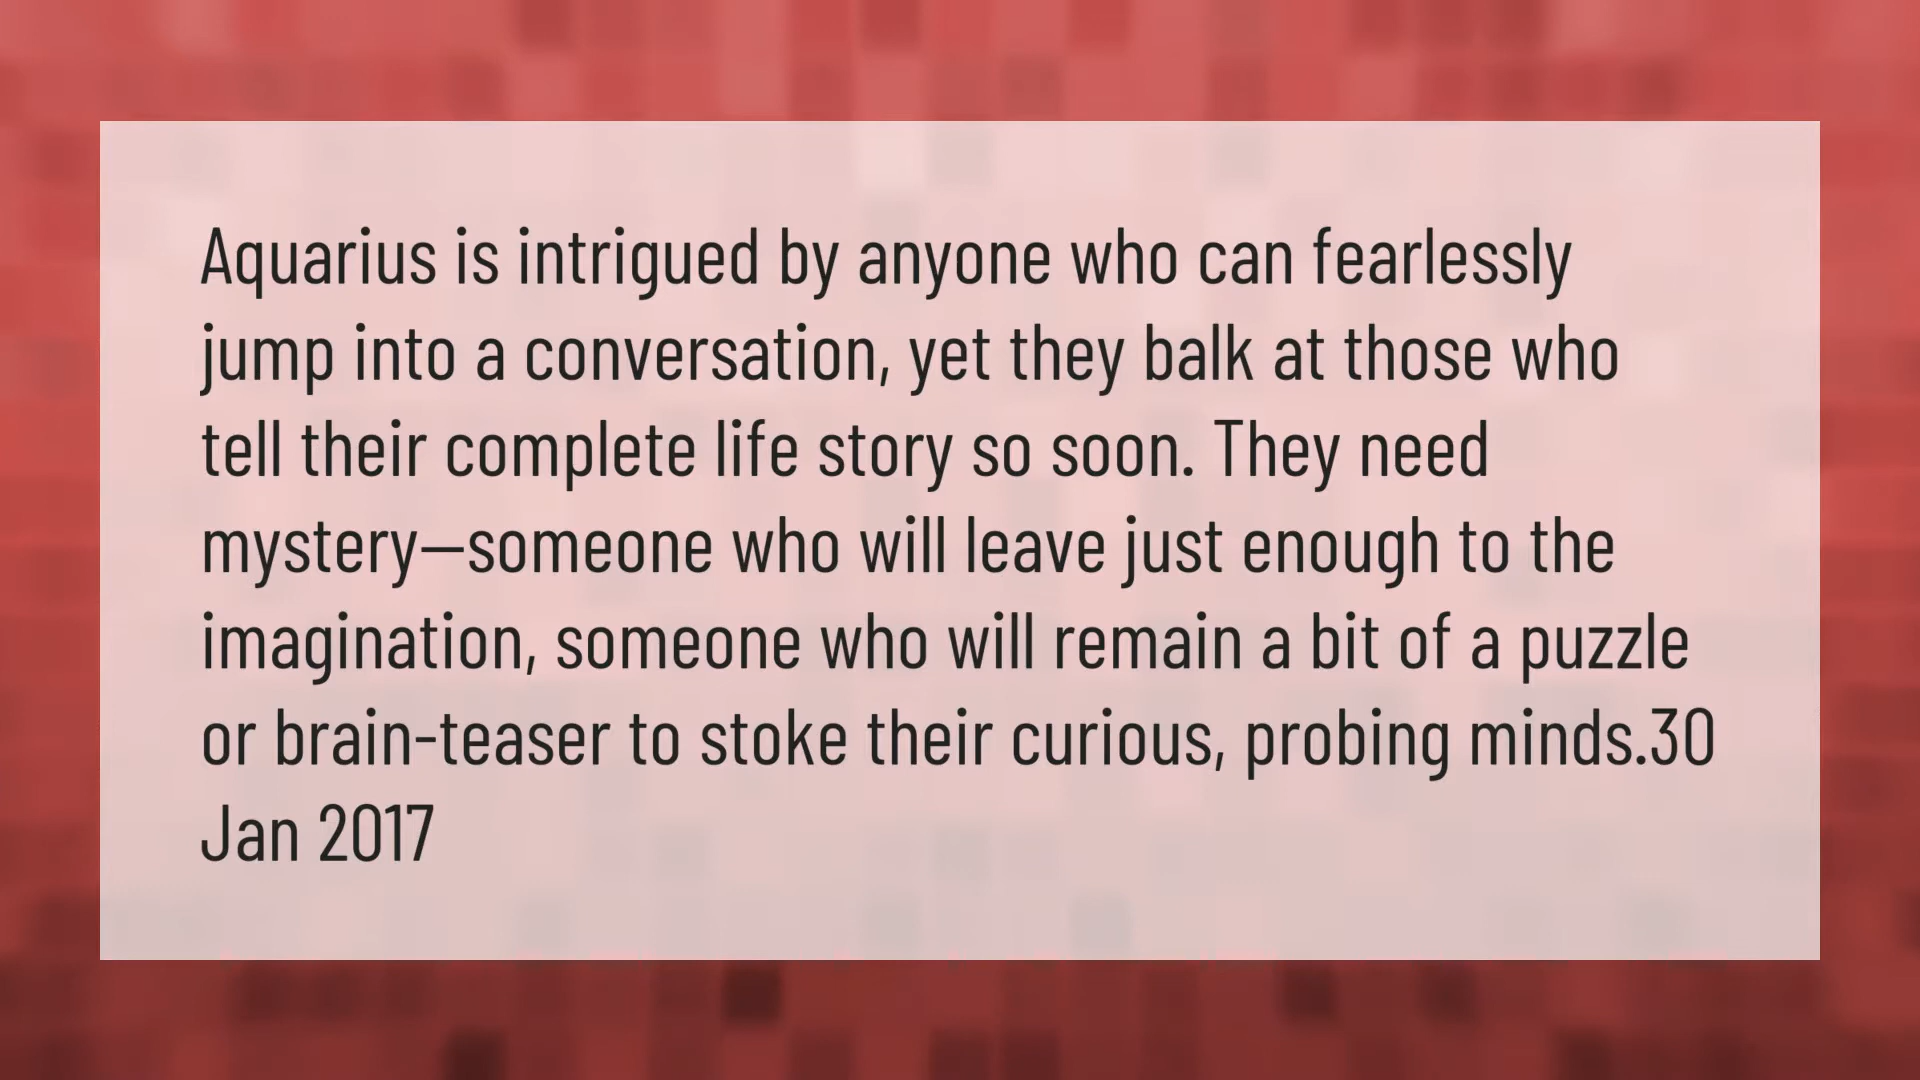 Aquarius is intrigued by anyone who can fearlessly
jump into a conversation, yet they balk at those who
tell their complete life story so soon. They need
mystery—someone who will leave just enough to the
imagination, someone who will remain a bit of a puzzle
or brain-teaser to stoke their curious, probing minds.30
Jan 2017